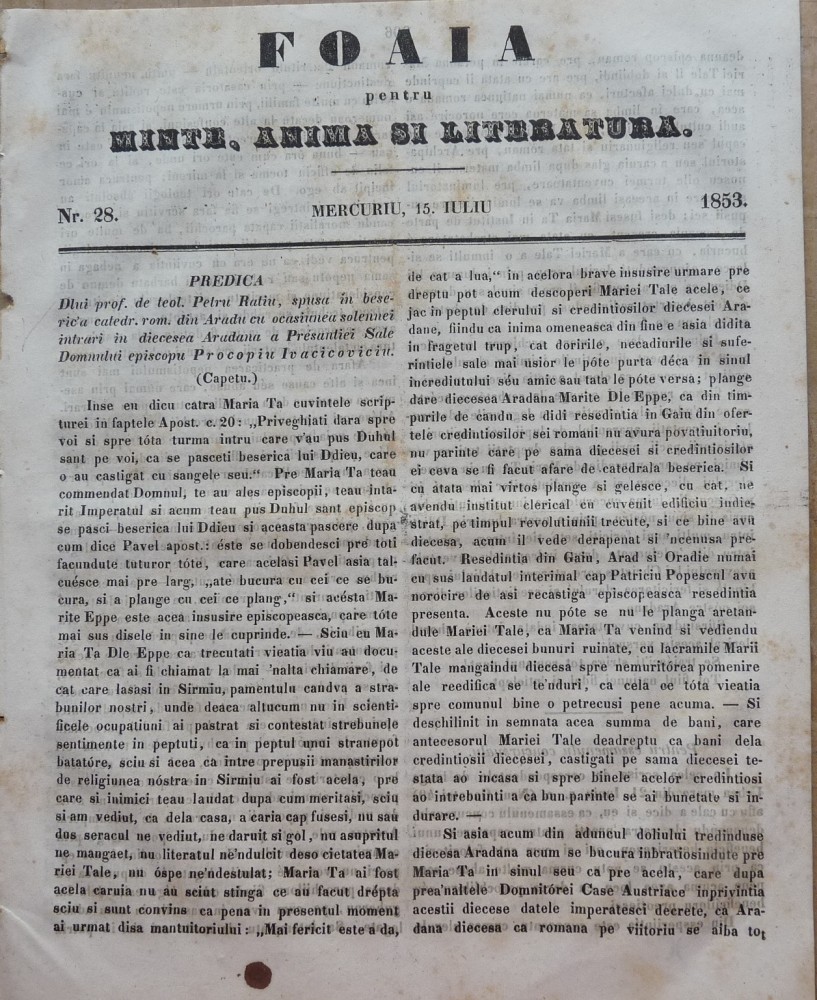 FOAIA
pentru
MINTE, ANIMA SI LITERATURA.
Nr. 28.
MERCURIU, 15. IULIU
1853.
PREDICA
Dlui prof. de teol. Petru Ratiu, spusa in bese-
ric'a catedr. rom. din Aradu cu ocasiunea solennei
intrari in diecesea Aradana a Presantiei Sale
Domnului episcopu Procopiu Ivacicoviciu.
(Capetu.)
Inse eu dicu catra Maria Ta cuvintele scrip-
turei in faptele Apost. c. 20: „Priveghiati dara spre
voi si spre tóta turma intru care v'au pus Duhul
sant pe voi, ca se pasceti beserica lui Ddieu, care
o au castigat cu sangele seu.“ Pre Maria Ta teau
commendat Domnul, te au ales episcopii, teau inta-
rit Imperatul si acum teau pus Duhul sant episcop
se pasci beserica lui Ddieu si aceasta pascere dupa
cum dice Pavel apost.: éste se dobendesci pre toti
facundute tuturor tóte, care acelasi Pavel asia tal-
cuésce mai pre larg, „ate bucura cu cei ce se bu-
cura, si a plange cu cei ce plang,“ si acésta Ma-
rite Eppe este acea insusire episcopeasca, care tóte
mai sus disele in sine le cuprinde. — Sciu eu Ma-
ria Ta Dle Eppe ca trecutati vieatia viu au docu-
mentat ca ai fi chiamat la mai 'nalta chiamare, de
cat care lasasi in Sirmiu, pamentulu candva a stra-
bunilor nostri, unde deaca altucum nu in scienti-
ficele ocupatiuni ai pastrat si contestat strebunele
sentimente in peptuti, ca in peptul unui stranepot
batatóre, sciu si acea ca intre prepusii manastirilor
de religiunea nóstra in Sirmiu ai fost acela, pre
care si inimici teau laudat dupa cum meritasi, sciu
si am vediut, ca dela casa, a caria cap fusesi, nu sau
dus seracul ne vediut, ne daruit si gol, nu asupritul
ne mangaet, nu literatul ne'ndulcit deso cietatea Ma-
riei Tale, nu óspe ne'ndestulat; Maria Ta ai fost
acela caruia nu au sciut stinga ce au facut drépta
sciu si sunt convins ca pena in presentul moment
ai urmat disa mantuitoriului: „Mai fericit este a da,
de cat a lua,“ in acelora brave insusire urmare pre
dreptu pot acum descoperi Mariei Tale acele, ce
jac in peptul clerului si credintiosilor diecesei Ara-
dane, fiindu ca inima omeneasca din fine e asia didita
in fragetul trup, cat doririle, necadiurile si sufe-
rintiele sale mai usior le póte purta déca in sinul
increditutului séu amic sau tata le póte versa; plange
dare diecesea Aradana Marite Dle Eppe, ca din tim-
purile de candu se didi resedintia in Gaiu din ofer-
tele credintiosilor sei romani nu avura povatiuitoriu,
nu parinte care pe sama diecesei si credintiosilor
ei ceva se fi facut afare de catedrala beserica. Si
cu atata mai virtos plange si gelesce, cu cat, ne
avendu institut clerical cu cuvenit edificiu indie-
strat, pe timpul revolutiunii trecute, si ce bine avu
diecesa, acum il vede derapenat si 'ncenusa pre-
facut. Resedintia din Gaiu, Arad si Oradie numai
cu sus laudatul interimal cap Patriciu Popescul avu
norocire de asi recastiga episcopeasca resedintia
presenta. Aceste nu póte se nu le planga aretan-
dule Mariei Tale, ca Maria Ta venind si vediendu
aceste ale diecesei bunuri ruinate, cu lacramile Marii
Tale mangaindu diecesa spre nemuritórea pomenire
ale reedifica se te'nduri, ca cela ce tóta vieatia
spre comunul bine o petrecusi pene acuma. — Si
deschilinit in semnata acea summa de bani, care
antecesorul Mariei Tale deadreptu ca bani dela
credintiosii diecesei, castigati pe sama diecesei te-
stata ao incasa si spre binele acelor credintiosi
ao intrebuinti a ca bun parinte se ai bunetate si in-
durare. —
Si asia acum din aduncul doliului tredinduse
diecesa Aradana acum se bucura inbratiosindute pre
Maria Ta in sinul seu ca pre acela, care dupa
prea'naltele Domnitórei Case Austriace inprivintia
acestii diecese datele imperatesci decrete, ca Ara-
dana diecesa ca romana pe viitoriu se aiba tot